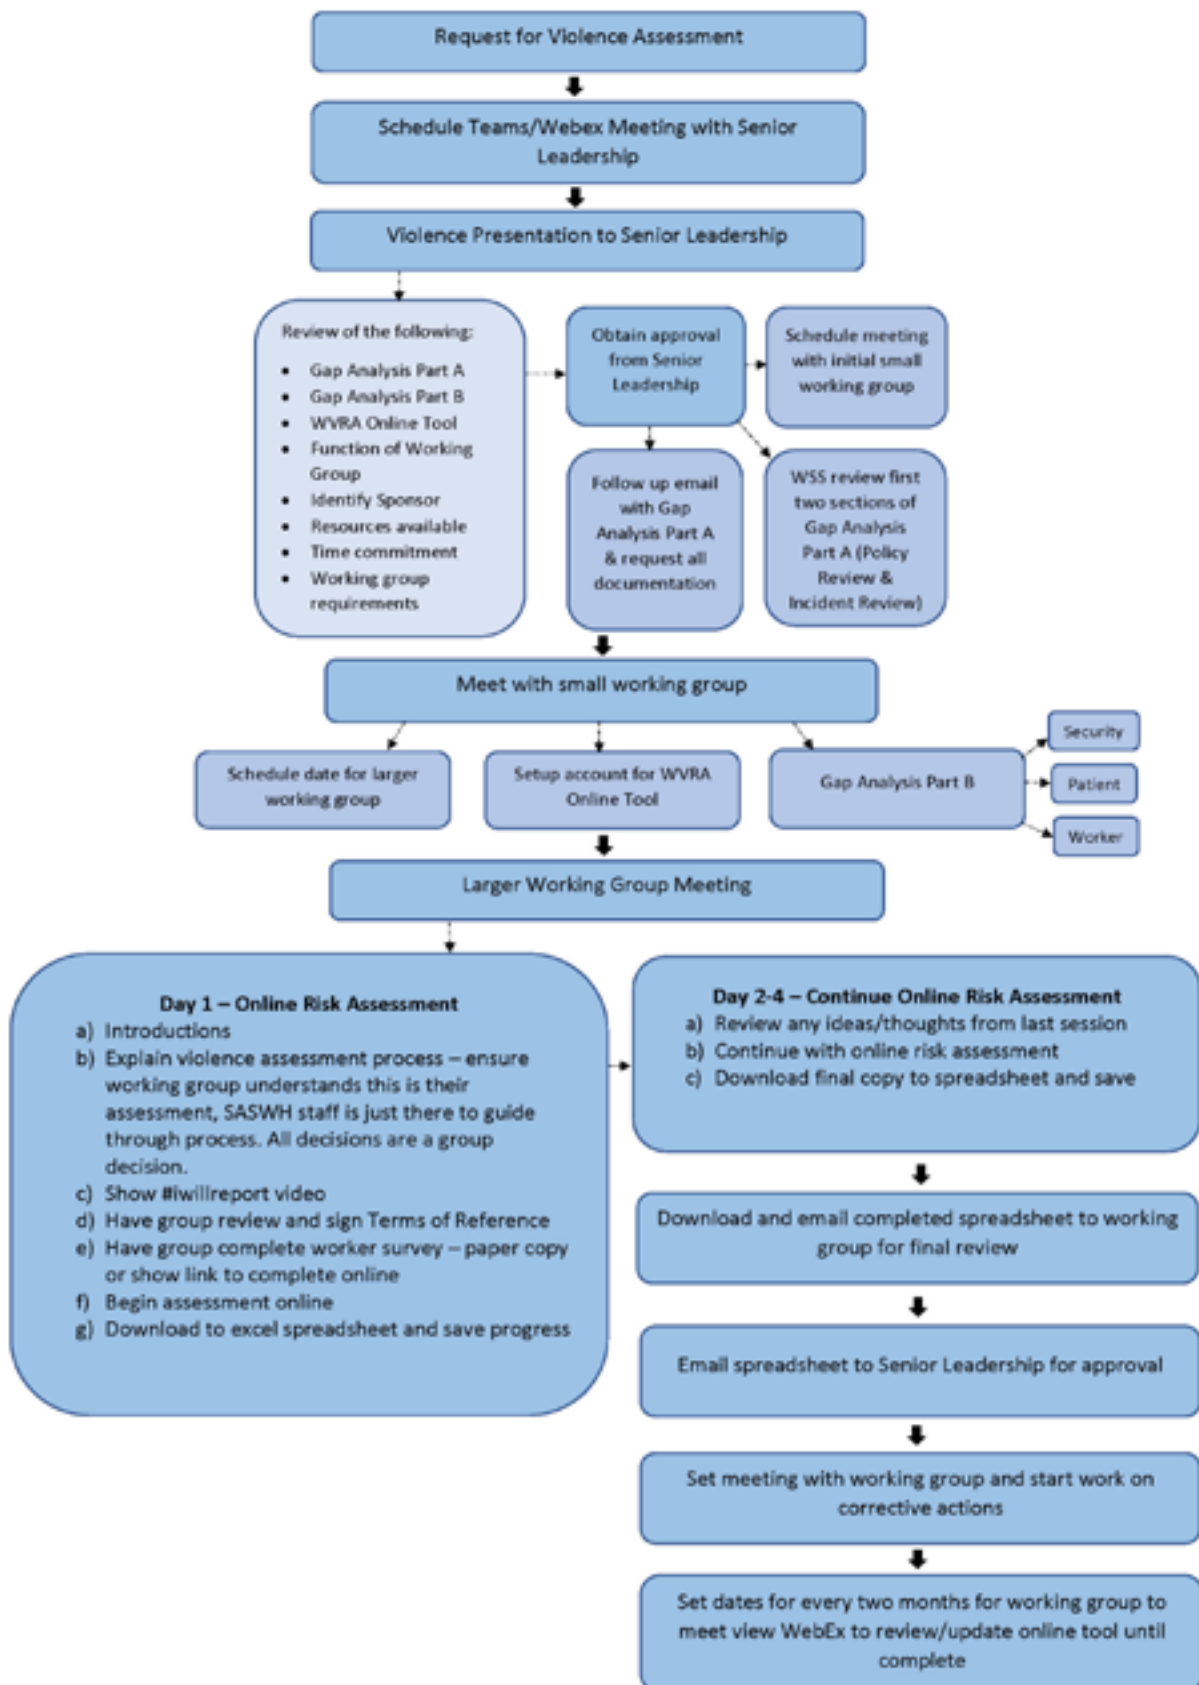 Request for Violence Assessment
Schedule Teams/Webex Meeting with Senior
Leadership
Violence Presentation to Senior Leadership
Review of the following:
• Gap Analysis Part A
• Gap Analysis Part B
• WVRA Online Tool
• Function of Working
Group
• Identify Sponsor
• Resources available
• Time commitment
• Working group
requirements
Obtain approval
from Senior
Leadership
Schedule meeting
with initial small
working group
Follow up email
with Gap
Analysis Part A
& request all
documentation
WSS review first
two sections of
Gap Analysis
Part A (Policy
Review &
Incident Review)
Meet with small working group
Schedule date for larger
working group
Setup account for WVRA
Online Tool
Gap Analysis Part B
Security
Patient
Worker
Larger Working Group Meeting
Day 1 – Online Risk Assessment
a) Introductions
b) Explain violence assessment process – ensure
working group understands this is their
assessment, SASWH staff is just there to guide
through process. All decisions are a group
decision.
c) Show #iwillreport video
d) Have group review and sign Terms of Reference
e) Have group complete worker survey – paper copy
or show link to complete online
f) Begin assessment online
g) Download to excel spreadsheet and save progress
Day 2-4 – Continue Online Risk Assessment
a) Review any ideas/thoughts from last session
b) Continue with online risk assessment
c) Download final copy to spreadsheet and save
Download and email completed spreadsheet to working
group for final review
Email spreadsheet to Senior Leadership for approval
Set meeting with working group and start work on
corrective actions
Set dates for every two months for working group to
meet view WebEx to review/update online tool until
complete